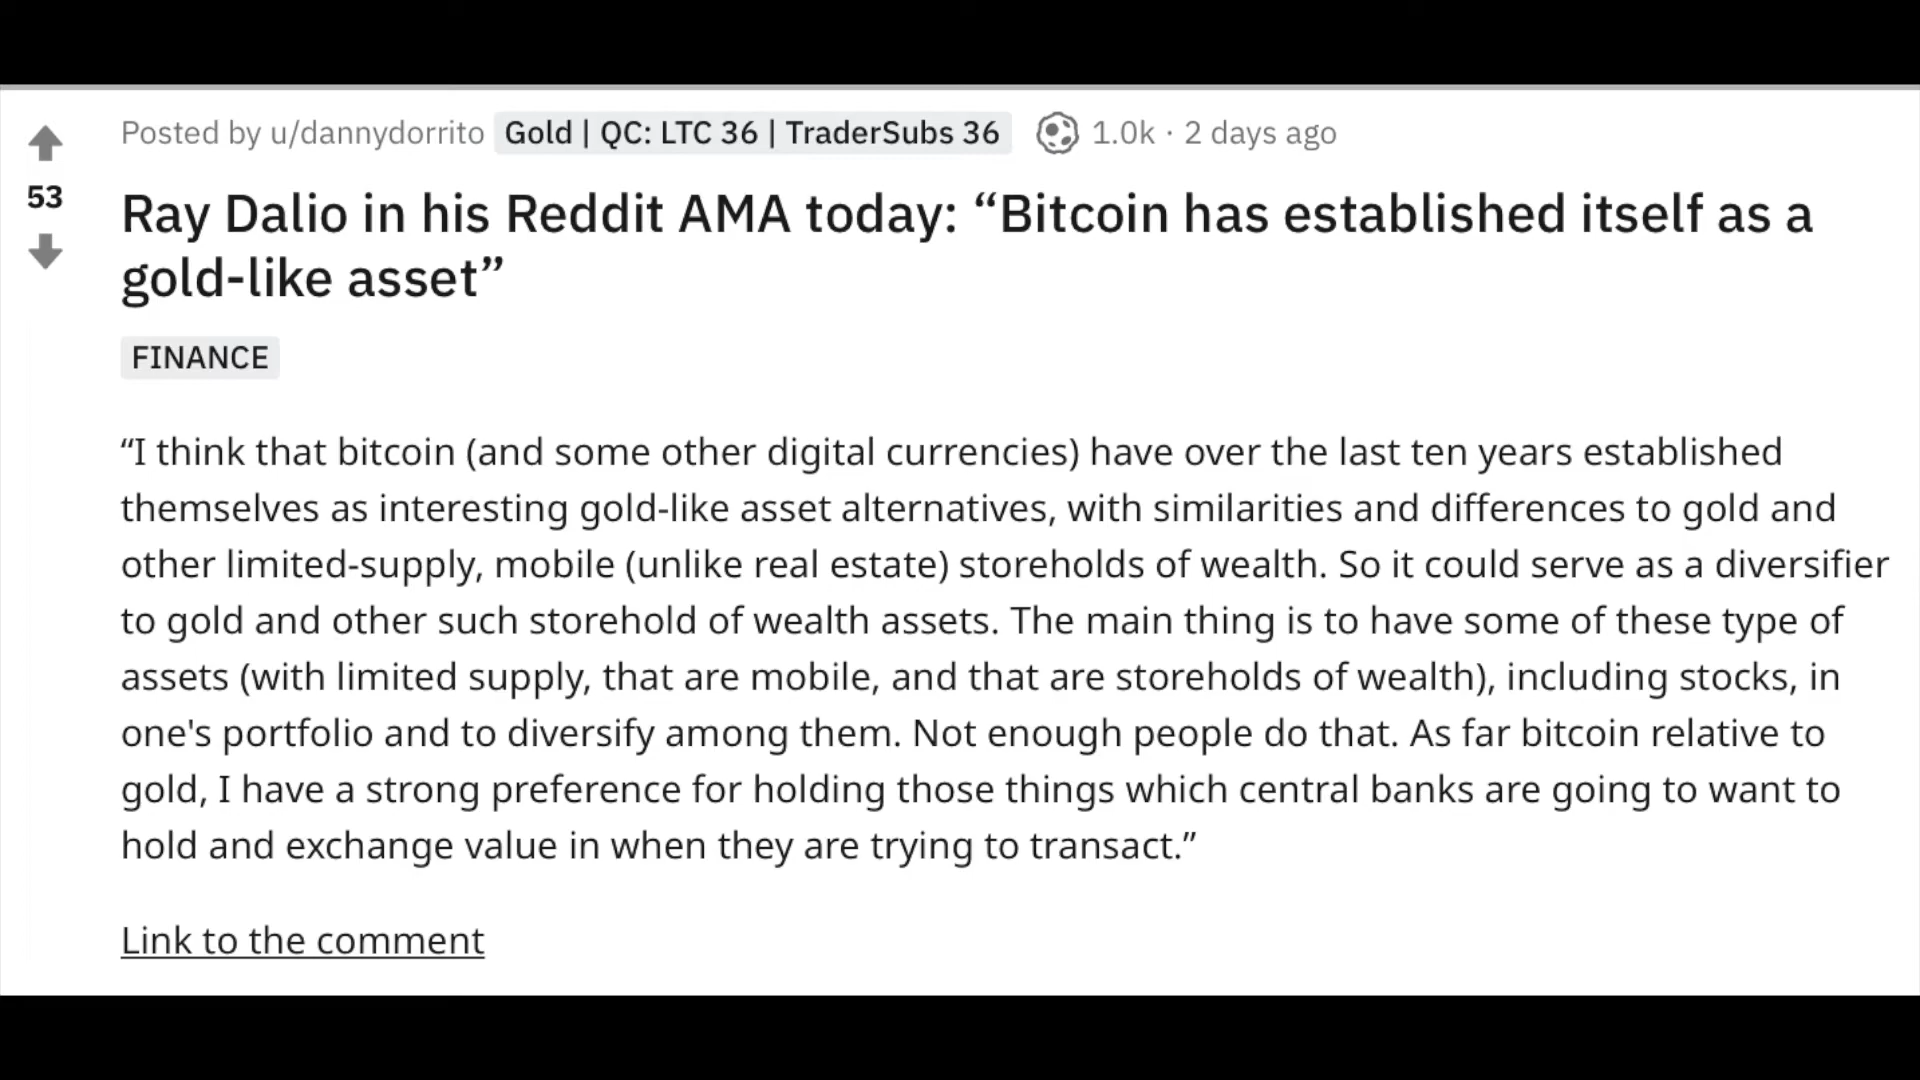 Posted by u/dannydorrito Gold | QC: LTC 36 | TraderSubs 36 1.0k · 2 days ago
53
Ray Dalio in his Reddit AMA today: “Bitcoin has established itself as a
gold-like asset”
FINANCE
“I think that bitcoin (and some other digital currencies) have over the last ten years established
themselves as interesting gold-like asset alternatives, with similarities and differences to gold and
other limited-supply, mobile (unlike real estate) storeholds of wealth. So it could serve as a diversifier
to gold and other such storehold of wealth assets. The main thing is to have some of these type of
assets (with limited supply, that are mobile, and that are storeholds of wealth), including stocks, in
one's portfolio and to diversify among them. Not enough people do that. As far bitcoin relative to
gold, I have a strong preference for holding those things which central banks are going to want to
hold and exchange value in when they are trying to transact.”
Link to the comment